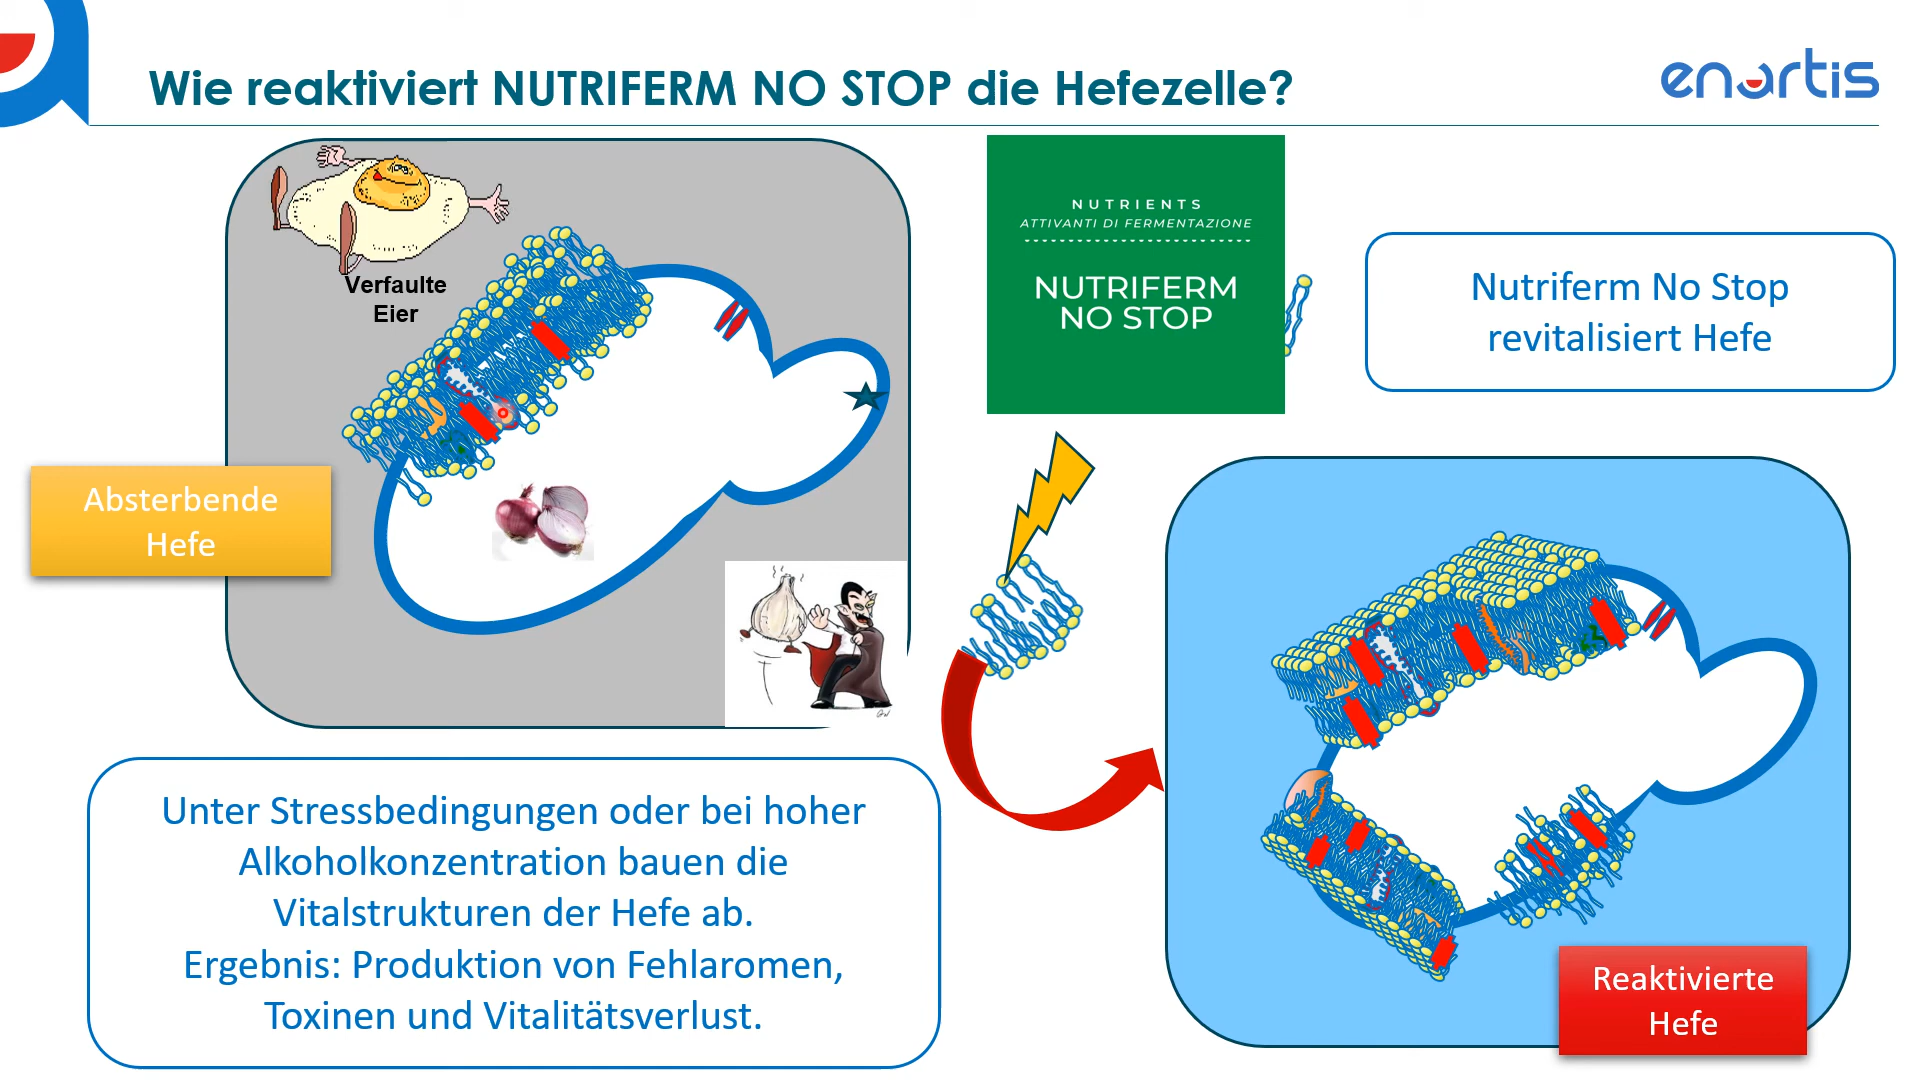 Wie reaktiviert NUTRIFERM NO STOP die Hefezelle?
enartis
Verfaulte
Eier
NUTRIENTS
ATTIVANTI DI FERMENTAZIONE
NUTRIFERM
NO STOP
Nutriferm No Stop
revitalisiert Hefe
Absterbende
Hefe
Unter Stressbedingungen oder bei hoher
Alkoholkonzentration bauen die
Vitalstrukturen der Hefe ab.
Ergebnis: Produktion von Fehlaromen,
Toxinen und Vitalitätsverlust.
Reaktivierte
Hefe